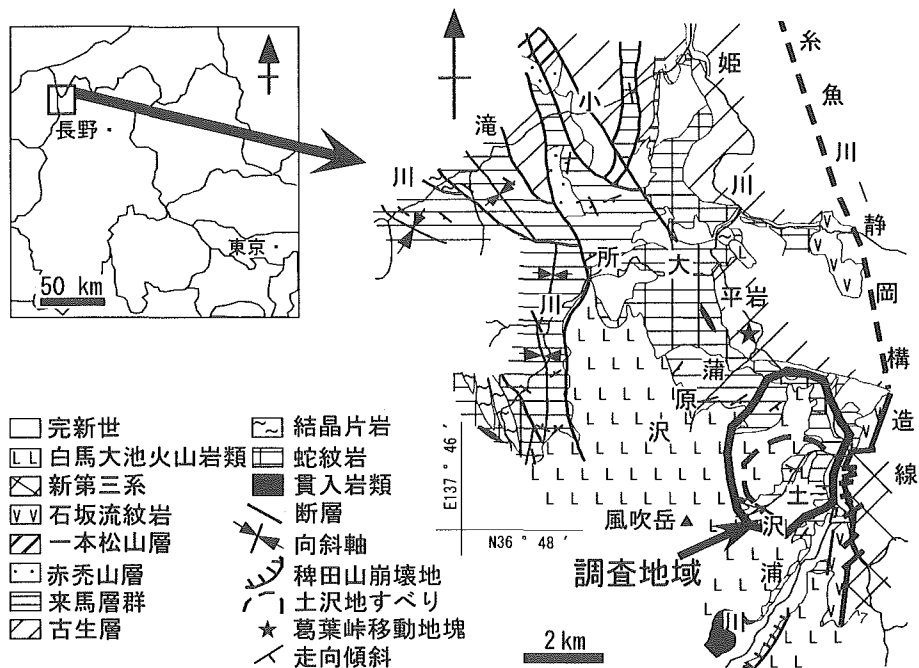 長野
東京
50 km
完新世
白馬大池火山岩類
新第三系
石坂流紋岩
一本松山層
赤禿山層
来馬層群
古生層
結晶片岩
蛇紋岩
貫入岩類
断層
向斜軸
稗田山崩壊地
土沢地すべり
葛葉峠移動地塊
走向傾斜
姫川
小滝川
大所川
平岩
蒲原沢
土沢
浦川
風吹岳
調査地域
糸魚川－静岡構造線
E137°46′
N36°48′
2 km